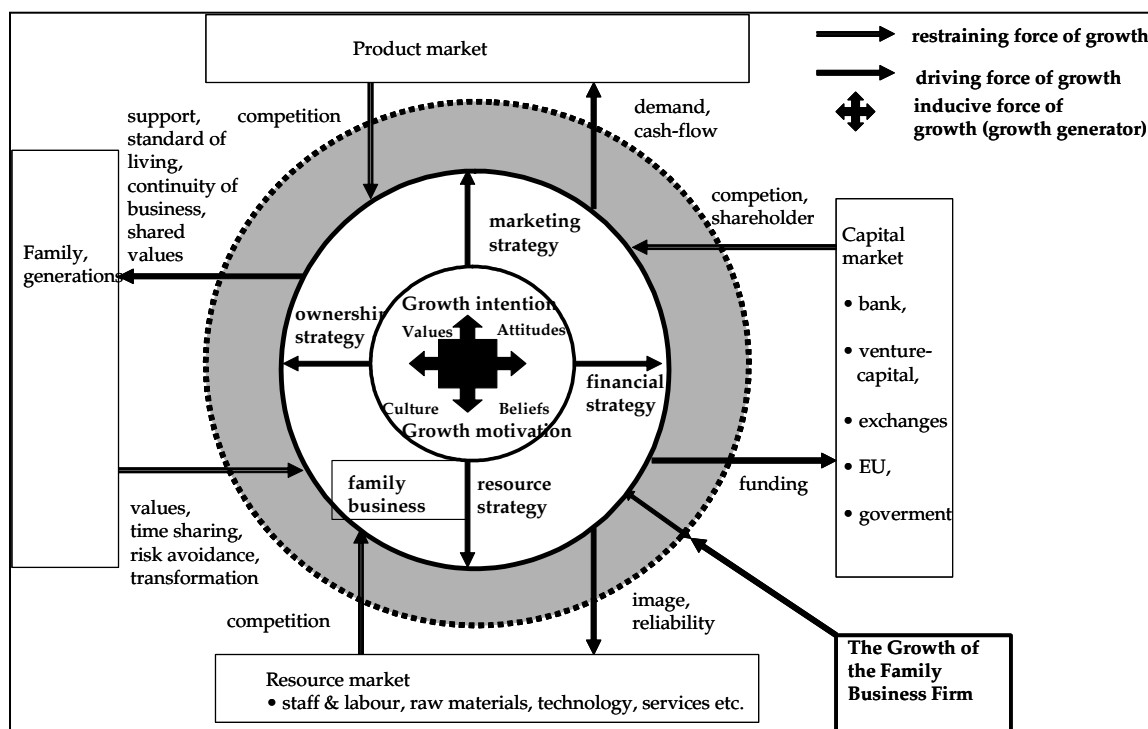 Product market
restraining force of growth
driving force of growth
inducive force of
growth (growth generator)
competition
demand,
cash-flow
support,
standard of
living,
continuity of
business,
shared
values
Family,
generations
competion,
shareholder
Capital
market
• bank,
• venture-
capital,
• exchanges
• EU,
• goverment
marketing
strategy
ownership
strategy
Growth intention
Values
Attitudes
Culture
Beliefs
Growth motivation
financial
strategy
family
business
resource
strategy
funding
values,
time sharing,
risk avoidance,
transformation
competition
image,
reliability
Resource market
• staff & labour, raw materials, technology, services etc.
The Growth of
the Family
Business Firm